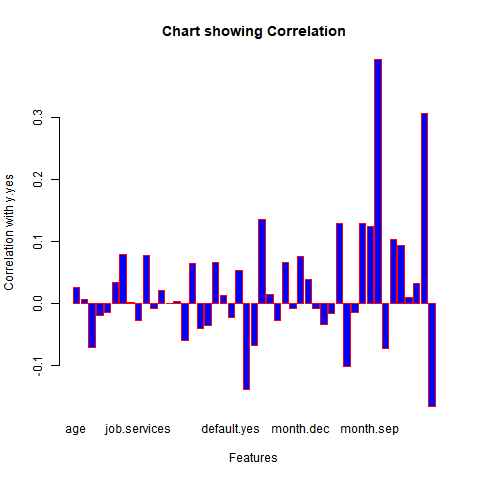 Chart showing Correlation
Correlation with y.yes
0.3
0.2
0.1
0.0
-0.1
age job.services default.yes month.dec month.sep
Features